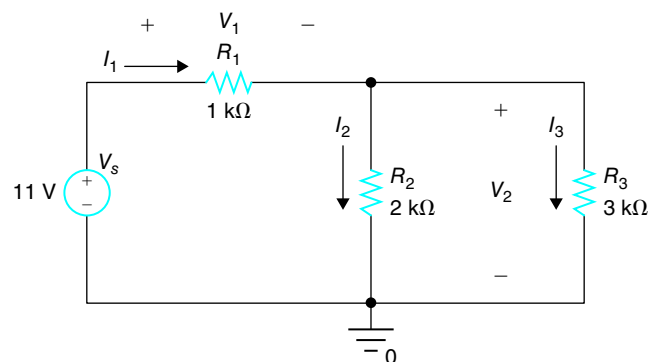 + V1 −
I1 R1
1 kΩ
+
I2 I3
Vs
+
11 V
−
R2 V2 R3
2 kΩ 3 kΩ
−
0